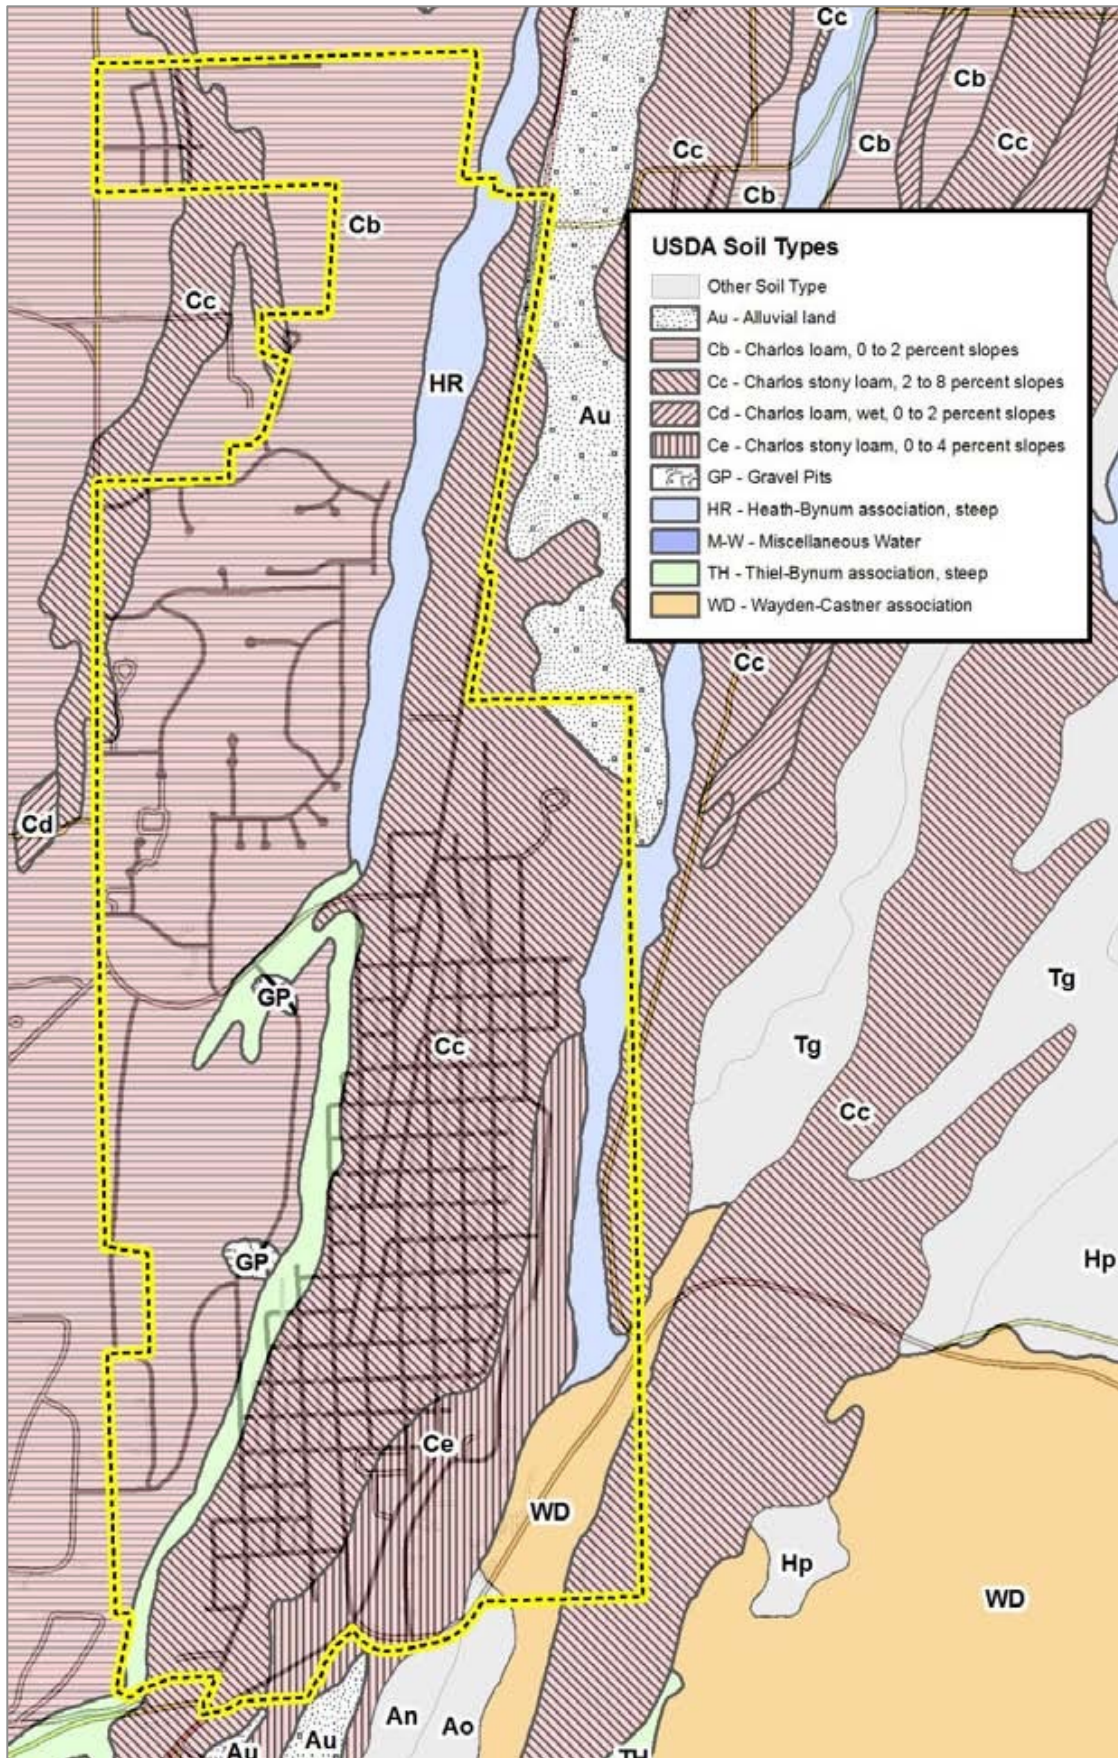 Cc
Cb
Cc
Cc
Cb
Cb
Cb
Cc
HR
Au
USDA Soil Types
Other Soil Type
Au - Alluvial land
Cb - Charlos loam, 0 to 2 percent slopes
Cc - Charlos stony loam, 2 to 8 percent slopes
Cd - Charlos loam, wet, 0 to 2 percent slopes
Ce - Charlos stony loam, 0 to 4 percent slopes
GP - Gravel Pits
HR - Heath-Bynum association, steep
M-W - Miscellaneous Water
TH - Thiel-Bynum association, steep
WD - Wayden-Castner association
Cc
Cd
Tg
GP
Cc
Tg
Cc
GP
Hp
Ce
WD
Hp
WD
An
Ao
Au
Au
TH